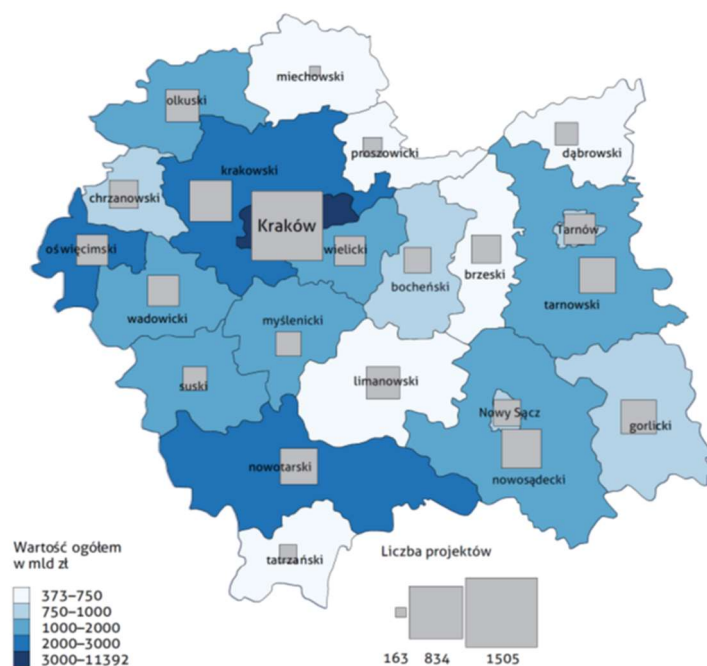 miechowski
olkuski
proszowicki
dąbrowski
krakowski
chrzanowski
Kraków
Tarnów
oświęcimski
wielicki
brzeski
bocheński
tarnowski
wadowicki
myślenicki
suski
limanowski
Nowy Sącz
gorlicki
nowotarski
nowosądecki
tatrzański
Wartość ogółem
w mld zł
373–750
750–1000
1000–2000
2000–3000
3000–11392
Liczba projektów
163 834 1505